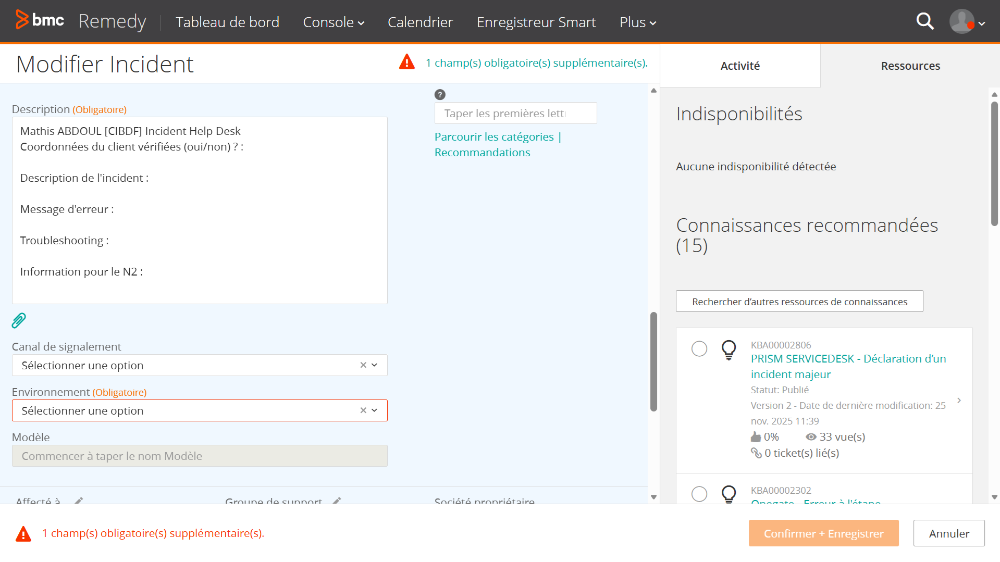 bmc Remedy Tableau de bord Console Calendrier Enregistreur Smart Plus
Modifier Incident
1 champ(s) obligatoire(s) supplémentaire(s).
Description (Obligatoire)
Mathis ABDOUL [CIBDF] Incident Help Desk
Coordonnées du client vérifiées (oui/non) ? :
Description de l'incident :
Message d'erreur :
Troubleshooting :
Information pour le N2 :
Canal de signalement
Sélectionner une option
Environnement (Obligatoire)
Sélectionner une option
Modèle
Commencer à taper le nom Modèle
?
Taper les premières lettr
Parcourir les catégories |
Recommandations
Affecté à
Groupe de support
Société propriétaire
Activité
Ressources
Indisponibilités
Aucune indisponibilité détectée
Connaissances recommandées
(15)
Rechercher d’autres ressources de connaissances
KBA00002806
PRISM SERVICEDESK - Déclaration d’un
incident majeur
Statut: Publié
Version 2 - Date de dernière modification: 25
nov. 2025 11:39
0% 33 vue(s)
0 ticket(s) lié(s)
KBA00002302
Onegate - Erreur à l'étape
1 champ(s) obligatoire(s) supplémentaire(s).
Confirmer + Enregistrer
Annuler